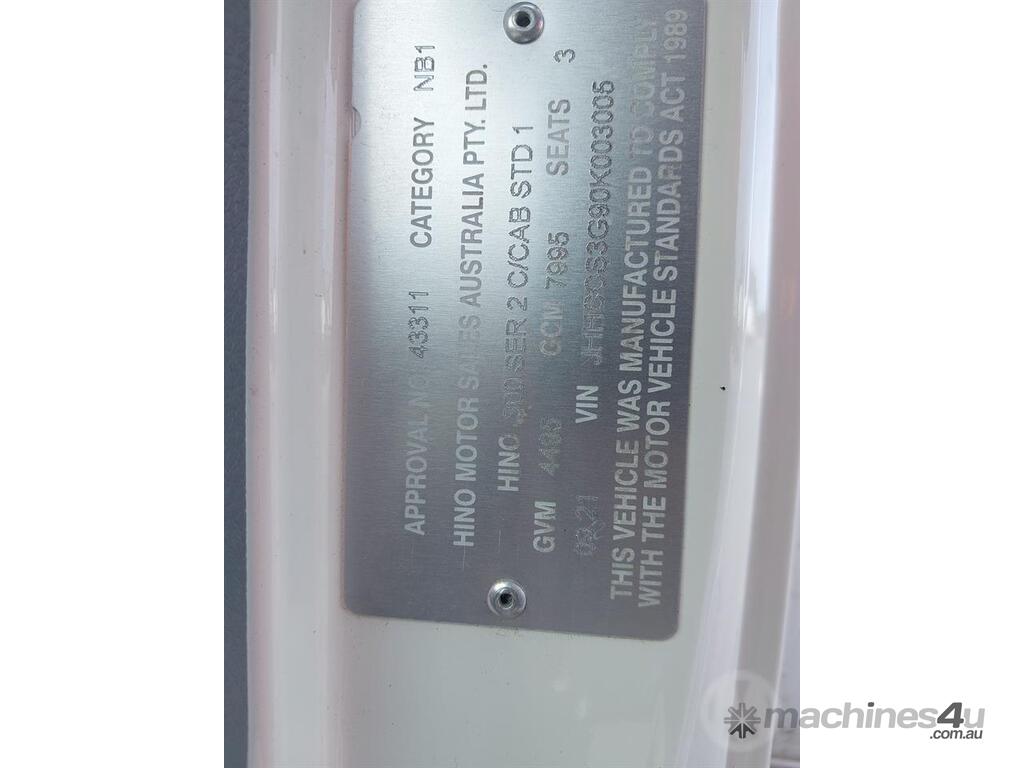 APPROVAL NO. 43311 CATEGORY NB1
HINO MOTOR SALES AUSTRALIA PTY. LTD.
HINO 300 SER 2 C/CAB STD 1
GVM 4495 GCM 7995 SEATS 3
VIN
THIS VEHICLE WAS MANUFACTURED TO COMPLY
WITH THE MOTOR VEHICLE STANDARDS ACT 1989
machines4u
.com.au